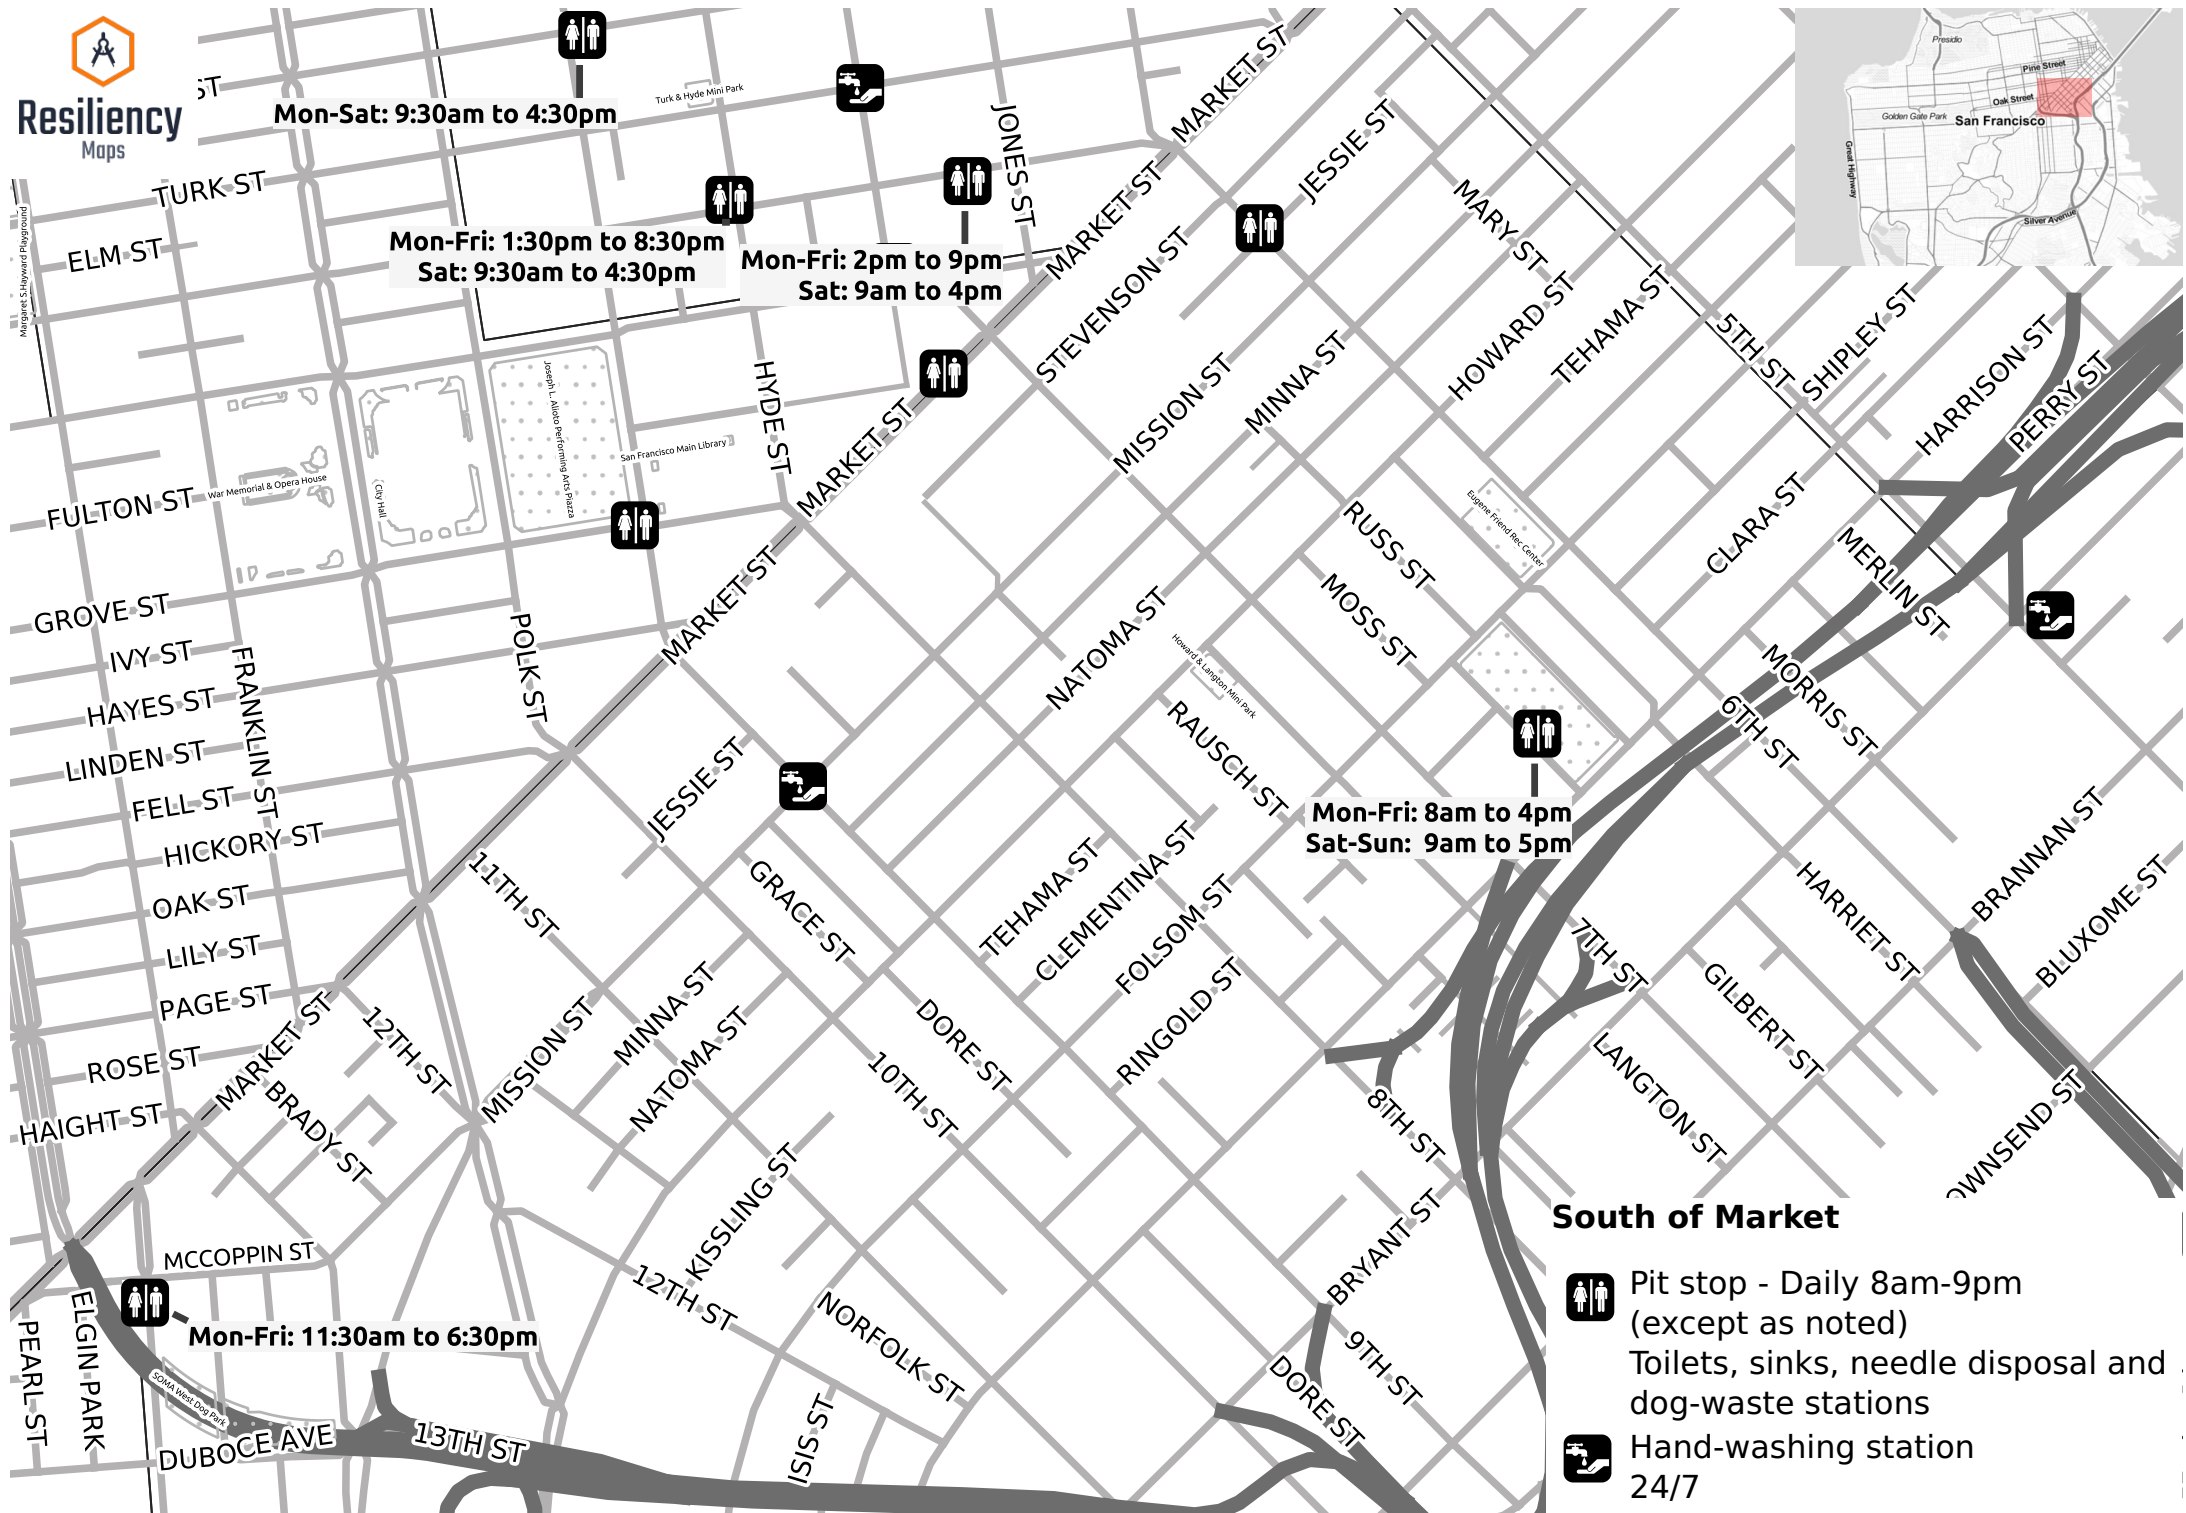 Resiliency
Maps
ST
Mon-Sat: 9:30am to 4:30pm
Turk & Hyde Mini Park
JONES ST
MARKET ST
JESSIE ST
Presidio
Pine Street
Oak Street
Golden Gate Park
San Francisco
Great Highway
Silver Avenue
TURK ST
ELM ST
Margaret S Hayward Playground
Mon-Fri: 1:30pm to 8:30pm
Sat: 9:30am to 4:30pm
Mon-Fri: 2pm to 9pm
Sat: 9am to 4pm
MARKET ST
STEVENSON ST
MARY ST
HOWARD ST
TEHAMA ST
5TH ST
SHIPLEY ST
HARRISON ST
PERRY ST
HYDE ST
Joseph L. Alioto Performing Arts Piazza
San Francisco Main Library
War Memorial & Opera House
City Hall
MARKET ST
MISSION ST
MINNA ST
FULTON ST
RUSS ST
Eugene Friend Rec Center
CLARA ST
MERLIN ST
GROVE ST
IVY ST
HAYES ST
LINDEN ST
FELL ST
HICKORY ST
OAK ST
LILY ST
PAGE ST
ROSE ST
HAIGHT ST
FRANKLIN ST
POLK ST
MARKET ST
NATOMA ST
Howard & Langton Mini Park
MOSS ST
MORRIS ST
6TH ST
RAUSCH ST
JESSIE ST
Mon-Fri: 8am to 4pm
Sat-Sun: 9am to 5pm
11TH ST
GRACE ST
TEHAMA ST
CLEMENTINA ST
FOLSOM ST
RINGOLD ST
7TH ST
HARRIET ST
BRANNAN ST
BLUXOME ST
GILBERT ST
LANGTON ST
OWNSEND ST
MARKET ST
12TH ST
BRADY ST
MISSION ST
MINNA ST
NATOMA ST
DORE ST
10TH ST
8TH ST
KISSLING ST
12TH ST
NORFOLK ST
BRYANT ST
9TH ST
DORE ST
ISIS ST
MCCOPPIN ST
Mon-Fri: 11:30am to 6:30pm
PEARL ST
ELGIN PARK
SOMA West Dog Park
DUBOCE AVE
13TH ST
South of Market
Pit stop - Daily 8am-9pm
(except as noted)
Toilets, sinks, needle disposal and
dog-waste stations
Hand-washing station
24/7